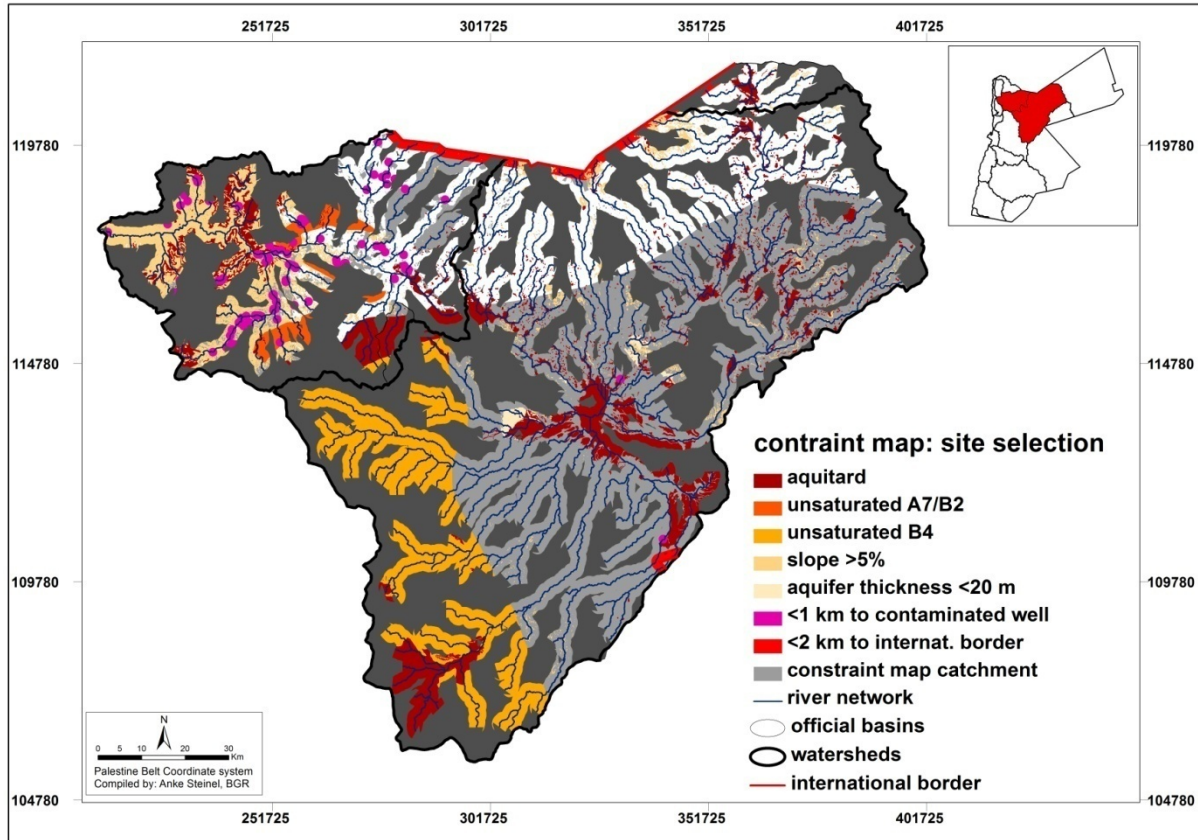 251725 301725 351725 401725
119780 119780
114780 114780
contraint map: site selection
aquitard
unsaturated A7/B2
unsaturated B4
slope >5%
aquifer thickness <20 m
109780 109780
<1 km to contaminated well
<2 km to internat. border
constraint map catchment
river network
official basins
watersheds
international border
N
0 5 10 20 30
Km
Palestine Belt Coordinate system
Compiled by: Anke Steinel, BGR
104780 104780
251725 301725 351725 401725